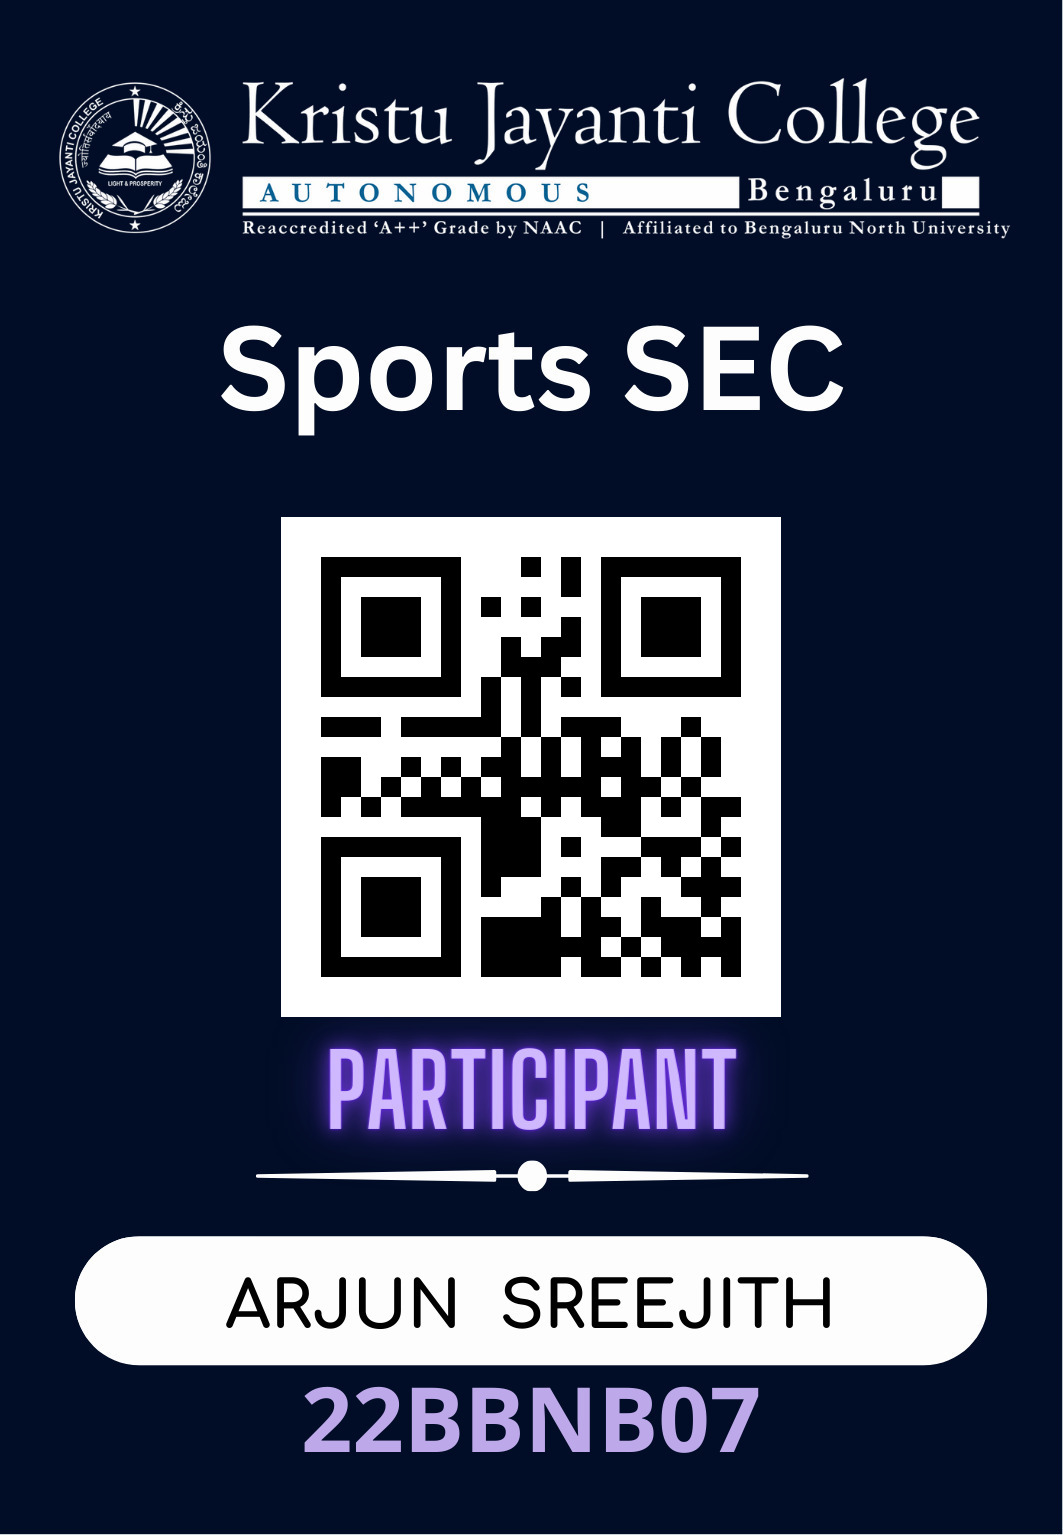 Kristu Jayanti College
AUTONOMOUS Bengaluru
Reaccredited ‘A++’ Grade by NAAC | Affiliated to Bengaluru North University
KRISTU JAYANTI COLLEGE
LIGHT & PROSPERITY
Sports SEC
PARTICIPANT
ARJUN SREEJITH
22BBNB07